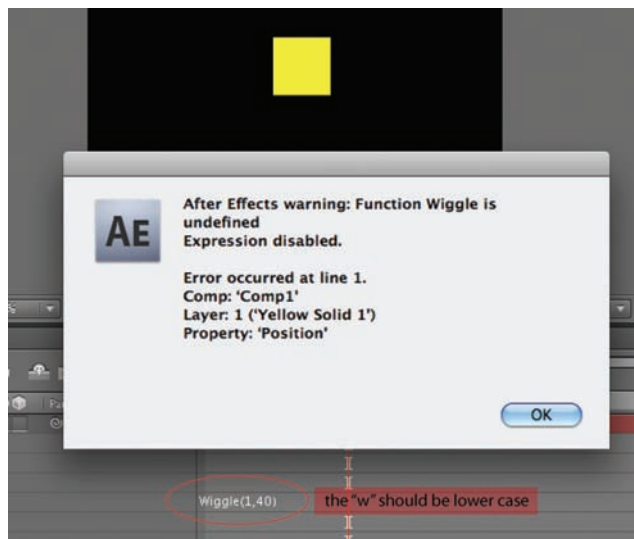 After Effects warning: Function Wiggle is
undefined
Expression disabled.
AE
Error occurred at line 1.
Comp: 'Comp1'
Layer: 1 ('Yellow Solid 1')
Property: 'Position'
OK
Wiggle(1,40)
the "w" should be lower case